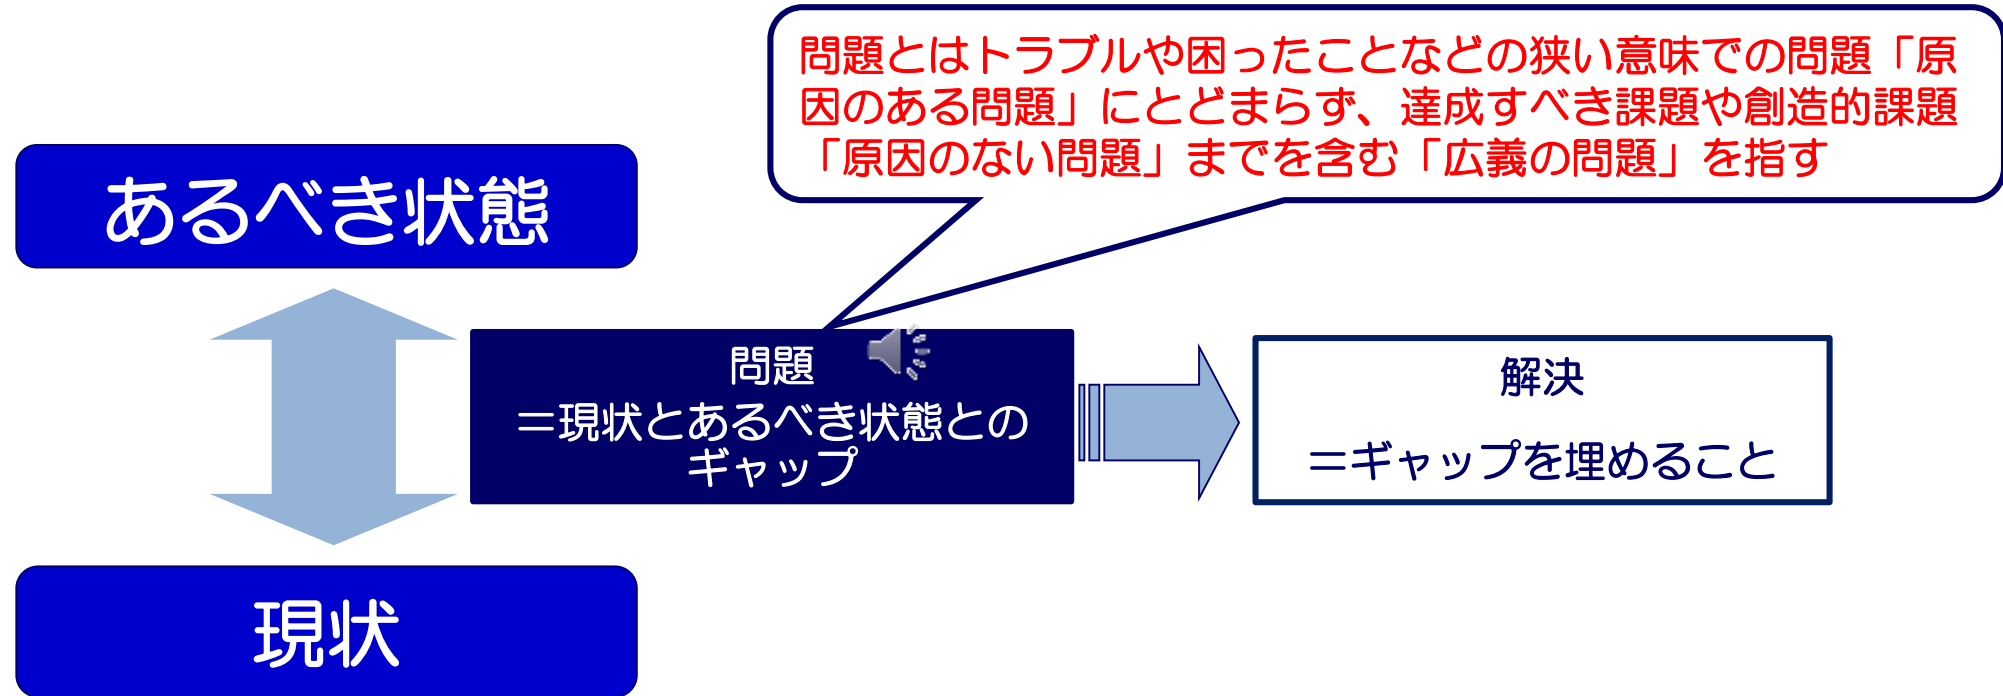 問題とはトラブルや困ったことなどの狭い意味での問題「原
因のある問題」にとどまらず、達成すべき課題や創造的課題
「原因のない問題」までを含む「広義の問題」を指す
あるべき状態
問題
＝現状とあるべき状態との
ギャップ
解決
＝ギャップを埋めること
現状